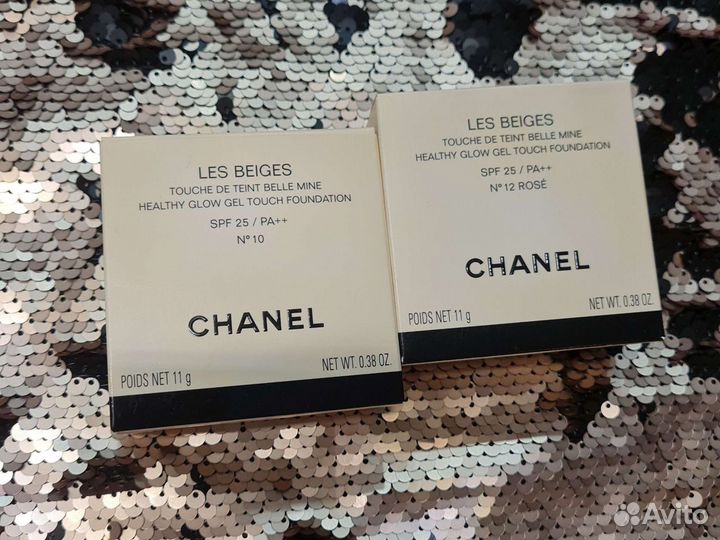 LES BEIGES
TOUCHE DE TEINT BELLE MINE
HEALTHY GLOW GEL TOUCH FOUNDATION
SPF 25 / PA++
N° 10
CHANEL
POIDS NET 11 g
NET WT. 0.38 OZ.
LES BEIGES
TOUCHE DE TEINT BELLE MINE
HEALTHY GLOW GEL TOUCH FOUNDATION
SPF 25 / PA++
N° 12 ROSÉ
CHANEL
POIDS NET 11 g
NET WT. 0.38 OZ.
Avito